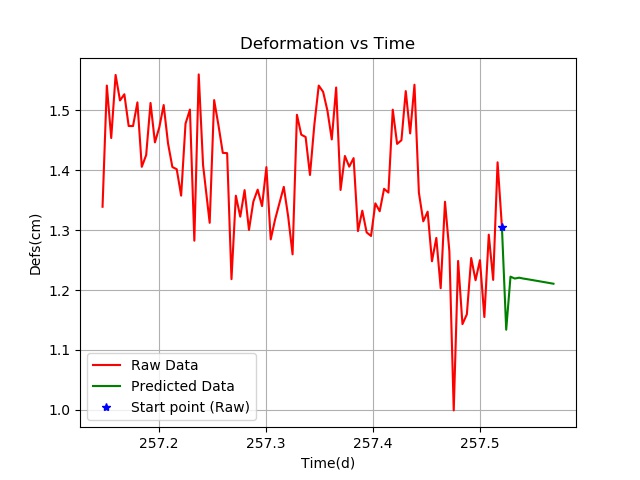 Deformation vs Time
1.5
1.4
1.3
1.2
1.1
1.0
Defs(cm)
Raw Data
Predicted Data
Start point (Raw)
257.2 257.3 257.4 257.5
Time(d)